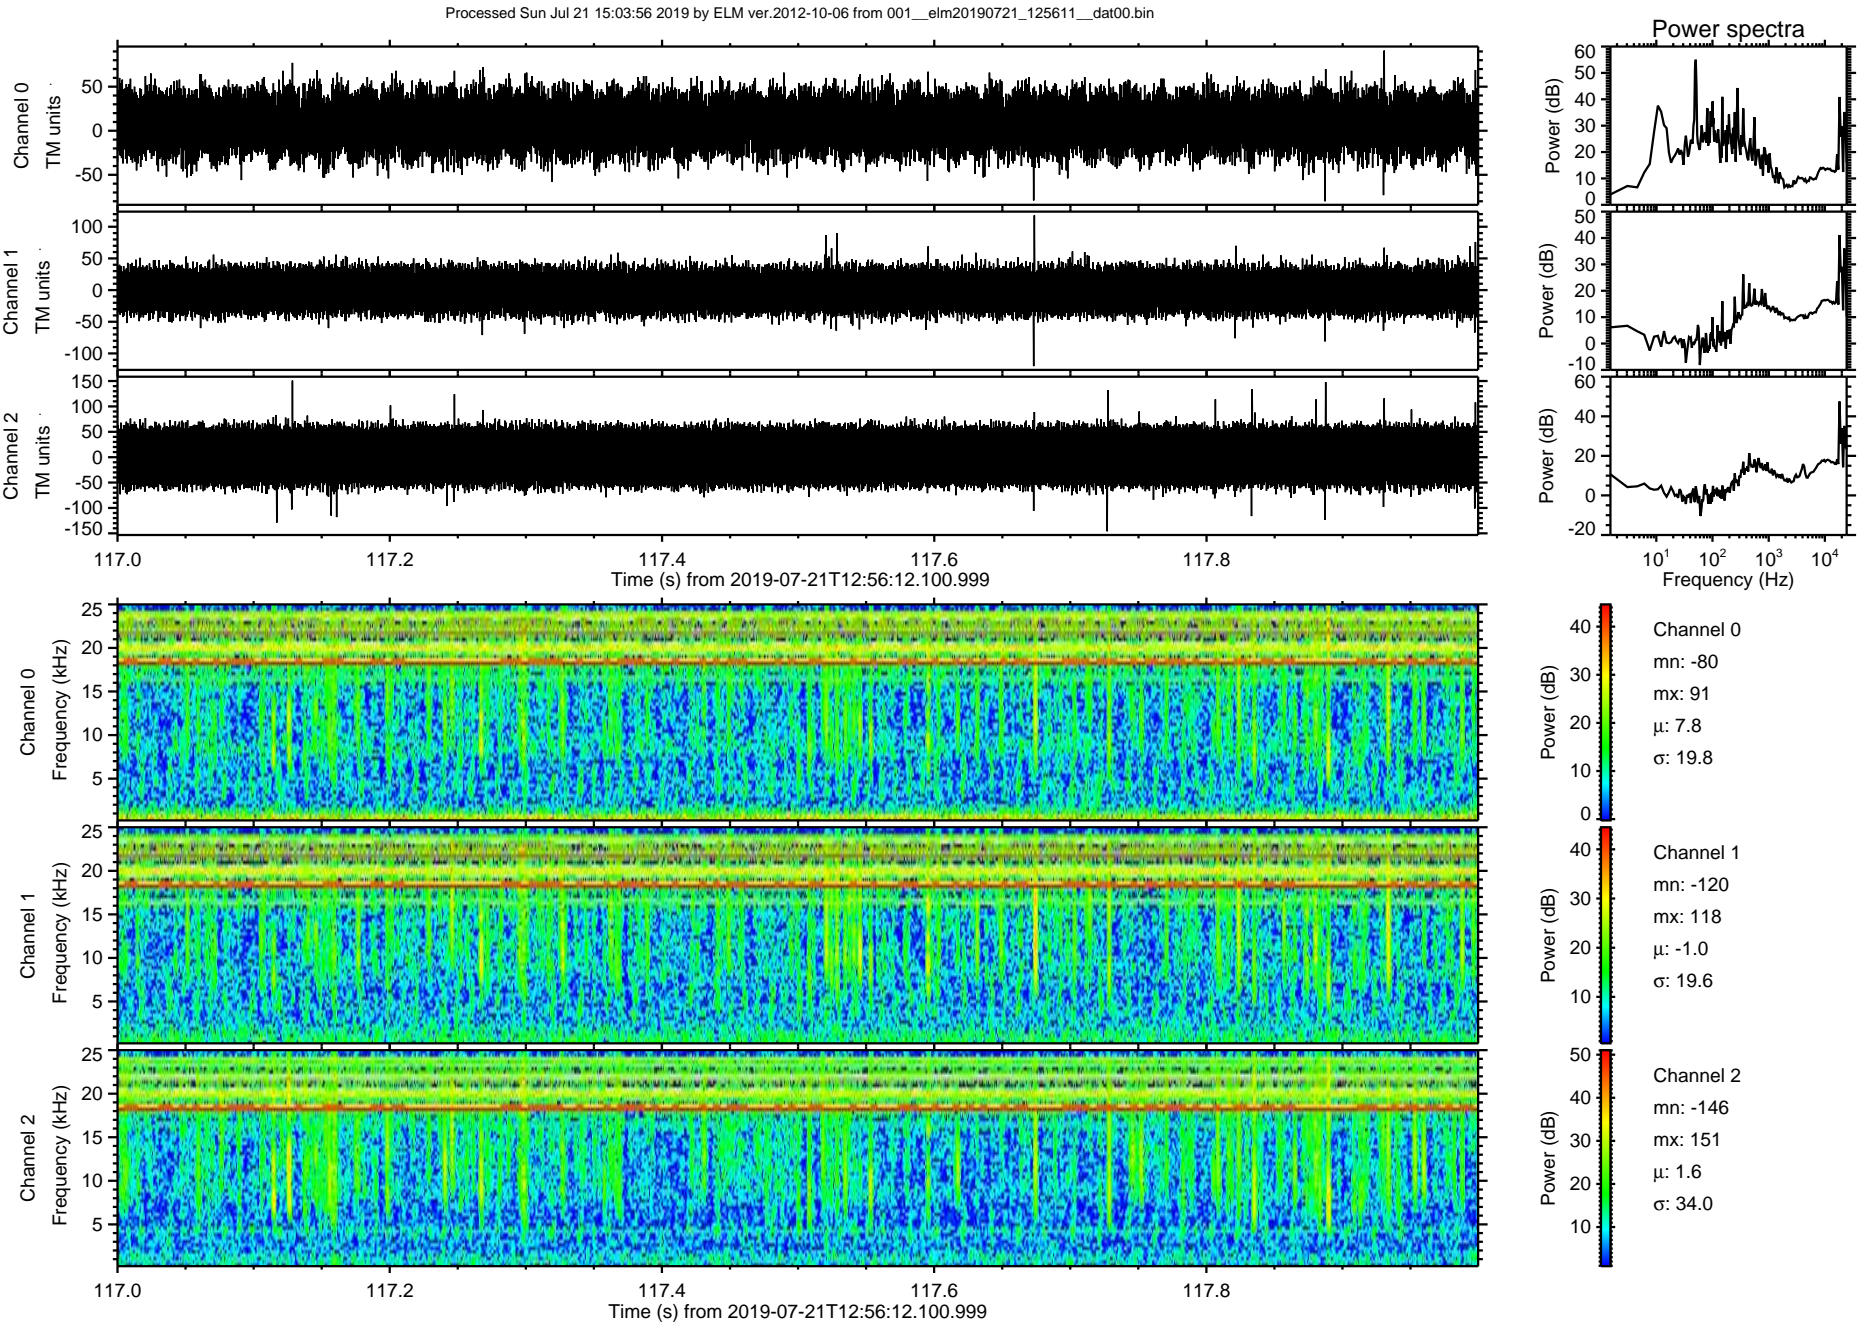 Processed Sun Jul 21 15:03:56 2019 by ELM ver.2012-10-06 from 001__elm20190721_125611__dat00.bin
Power spectra
Channel 0
TM units
50
0
-50
Power (dB)
60
50
40
30
20
10
0
Channel 1
TM units
100
50
0
-50
-100
Power (dB)
50
40
30
20
10
0
-10
Channel 2
TM units
150
100
50
0
-50
-100
-150
Power (dB)
60
40
20
0
-20
117.0 117.2 117.4 117.6 117.8
Time (s) from 2019-07-21T12:56:12.100.999
10^1 10^2 10^3 10^4
Frequency (Hz)
Channel 0
Frequency (kHz)
25
20
15
10
5
Power (dB)
40
30
20
10
0
Channel 0
mn: -80
mx: 91
μ: 7.8
σ: 19.8
Channel 1
Frequency (kHz)
25
20
15
10
5
Power (dB)
40
30
20
10
Channel 1
mn: -120
mx: 118
μ: -1.0
σ: 19.6
Channel 2
Frequency (kHz)
25
20
15
10
5
Power (dB)
50
40
30
20
10
Channel 2
mn: -146
mx: 151
μ: 1.6
σ: 34.0
117.0 117.2 117.4 117.6 117.8
Time (s) from 2019-07-21T12:56:12.100.999